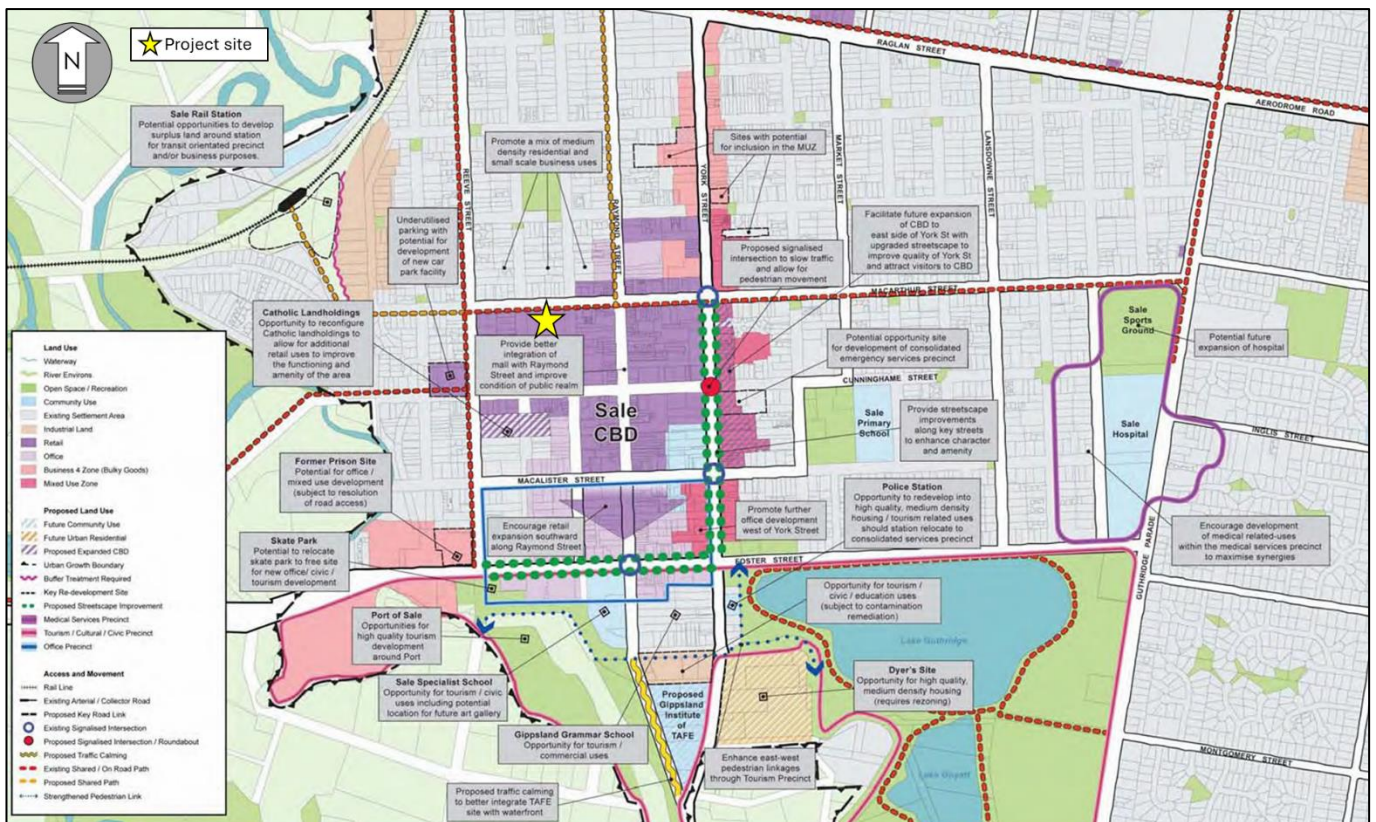 N
Project site
Sale Rail Station
Potential opportunities to develop
surplus land around station
for transit orientated precinct
and/or business purposes.
Promote a mix of medium
density residential and
small scale business uses
Sites with potential
for inclusion in the MUZ
RAGLAN STREET
AERODROME ROAD
REEVE STREET
RAYMOND STREET
YORK STREET
MARKET STREET
LANSDOWNE STREET
Underutilised
parking with
potential for
development
of new car
park facility
Proposed signalised
intersection to slow traffic
and allow for
pedestrian movement
Facilitate future expansion
of CBD to
east side of York St with
upgraded streetscape to
improve quality of York St
and attract visitors to CBD
MACARTHUR STREET
Catholic Landholdings
Opportunity to reconfigure
Catholic landholdings to
allow for additional
retail uses to improve
the functioning and
amenity of the area
Provide better
integration of
mall with Raymond
Street and improve
condition of public realm
Potential opportunity site
for development of consolidated
emergency services precinct
Sale
Sports
Ground
Potential future
expansion of hospital
CUNNINGHAME STREET
Sale
CBD
Sale
Primary
School
Provide streetscape
improvements
along key streets
to enhance character
and amenity
Sale
Hospital
INGLIS STREET
Former Prison Site
Potential for office /
mixed use development
(subject to resolution
of road access)
MACALISTER STREET
Police Station
Opportunity to redevelop into
high quality, medium density
housing / tourism related uses
should station relocate to
consolidated services precinct
Encourage retail
expansion southward
along Raymond Street
Promote further
office development
west of York Street
Encourage development
of medical related-uses
within the medical services precinct
to maximise synergies
Skate Park
Potential to relocate
skate park to free site
for new office/ civic /
tourism development
FOSTER STREET
GUTHRIDGE PARADE
Opportunity for tourism /
civic / education uses
(subject to contamination
remediation)
Port of Sale
Opportunities for
high quality tourism
development
around Port
Lake Guthridge
Sale Specialist School
Opportunity for tourism / civic
uses including potential
location for future art gallery
Proposed
Gippsland
Institute
of
TAFE
Dyer's Site
Opportunity for high quality,
medium density housing
(requires rezoning)
Gippsland Grammar School
Opportunity for tourism /
commercial uses
Enhance east-west
pedestrian linkages
through Tourism Precinct
Lake Guyatt
MONTGOMERY STREET
Proposed traffic calming
to better integrate TAFE
site with waterfront
Land Use
Waterway
River Environs
Open Space / Recreation
Community Use
Existing Settlement Area
Industrial Land
Retail
Office
Business 4 Zone (Bulky Goods)
Mixed Use Zone
Proposed Land Use
Future Community Use
Future Urban Residential
Proposed Expanded CBD
Urban Growth Boundary
Buffer Treatment Required
Key Re-development Site
Proposed Streetscape Improvement
Medical Services Precinct
Tourism / Cultural / Civic Precinct
Office Precinct
Access and Movement
Rail Line
Existing Arterial / Collector Road
Proposed Key Road Link
Existing Signalised Intersection
Proposed Signalised Intersection / Roundabout
Proposed Traffic Calming
Existing Shared / On Road Path
Proposed Shared Path
Strengthened Pedestrian Link